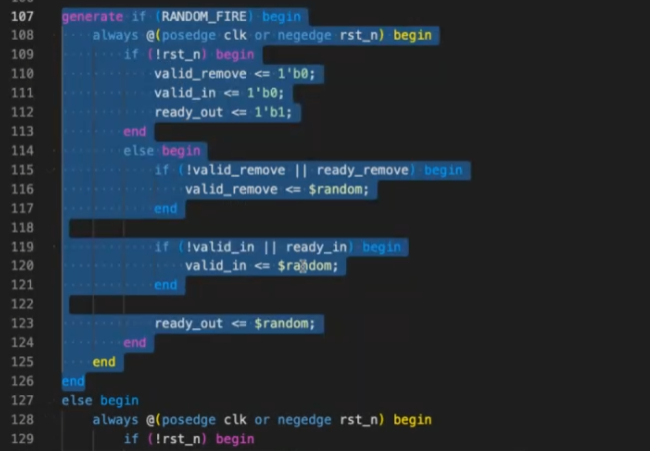 107 generate if (RANDOM_FIRE) begin
108 always @(posedge clk or negedge rst_n) begin
109 if (!rst_n) begin
110 valid_remove <= 1'b0;
111 valid_in <= 1'b0;
112 ready_out <= 1'b1;
113 end
114 else begin
115 if (!valid_remove || ready_remove) begin
116 valid_remove <= $random;
117 end
118
119 if (!valid_in || ready_in) begin
120 valid_in <= $random;
121 end
122
123 ready_out <= $random;
124 end
125 end
126 end
127 else begin
128 always @(posedge clk or negedge rst_n) begin
129 if (!rst_n) begin